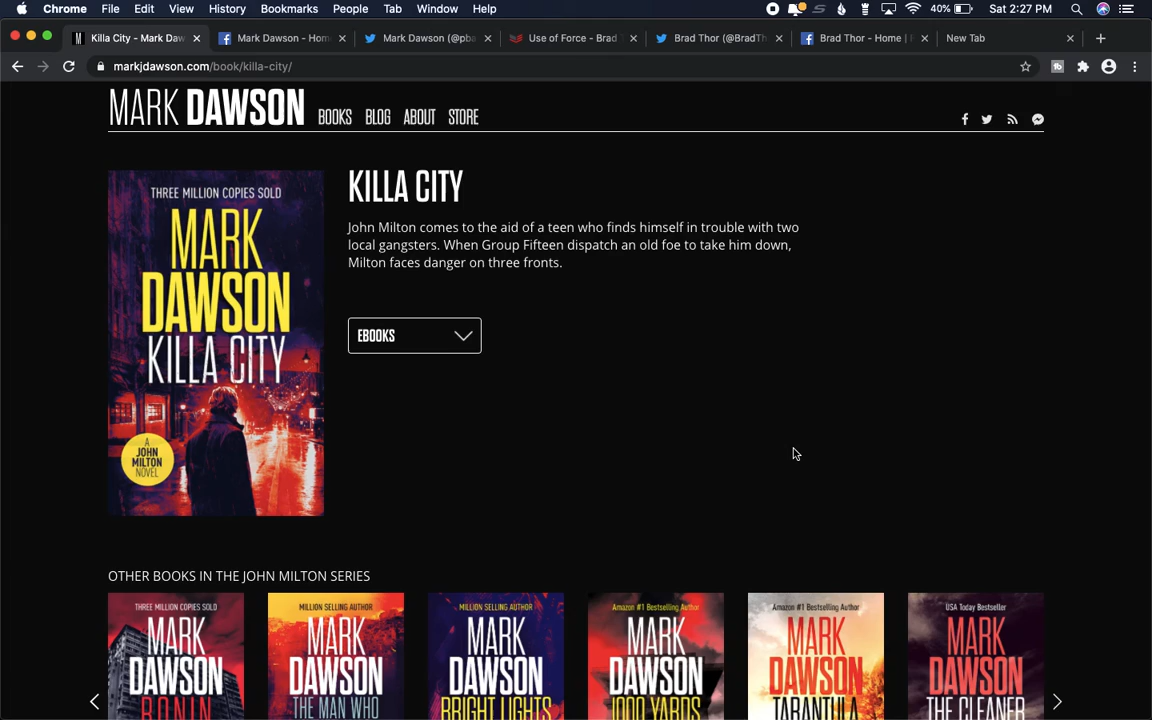 Chrome File Edit View History Bookmarks People Tab Window Help 40% Sat 2:27 PM
Killa City - Mark Daw Mark Dawson - Hom Mark Dawson (@pba Use of Force - Brad Brad Thor (@BradTh Brad Thor - Home | F New Tab
markjdawson.com/book/killa-city/
MARK DAWSON BOOKS BLOG ABOUT STORE
THREE MILLION COPIES SOLD
MARK
DAWSON
KILLA CITY
A
JOHN
MILTON
NOVEL
KILLA CITY
John Milton comes to the aid of a teen who finds himself in trouble with two
local gangsters. When Group Fifteen dispatch an old foe to take him down,
Milton faces danger on three fronts.
EBOOKS
OTHER BOOKS IN THE JOHN MILTON SERIES
THREE MILLION COPIES SOLD
MARK
DAWSON
RONIN
MILLION SELLING AUTHOR
MARK
DAWSON
THE MAN WHO
MILLION SELLING AUTHOR
MARK
DAWSON
BRIGHT LIGHTS
Amazon #1 Bestselling Author
MARK
DAWSON
1000 YARDS
Amazon #1 Bestselling Author
MARK
DAWSON
TARANTULA
USA Today Bestseller
MARK
DAWSON
THE CLEANER